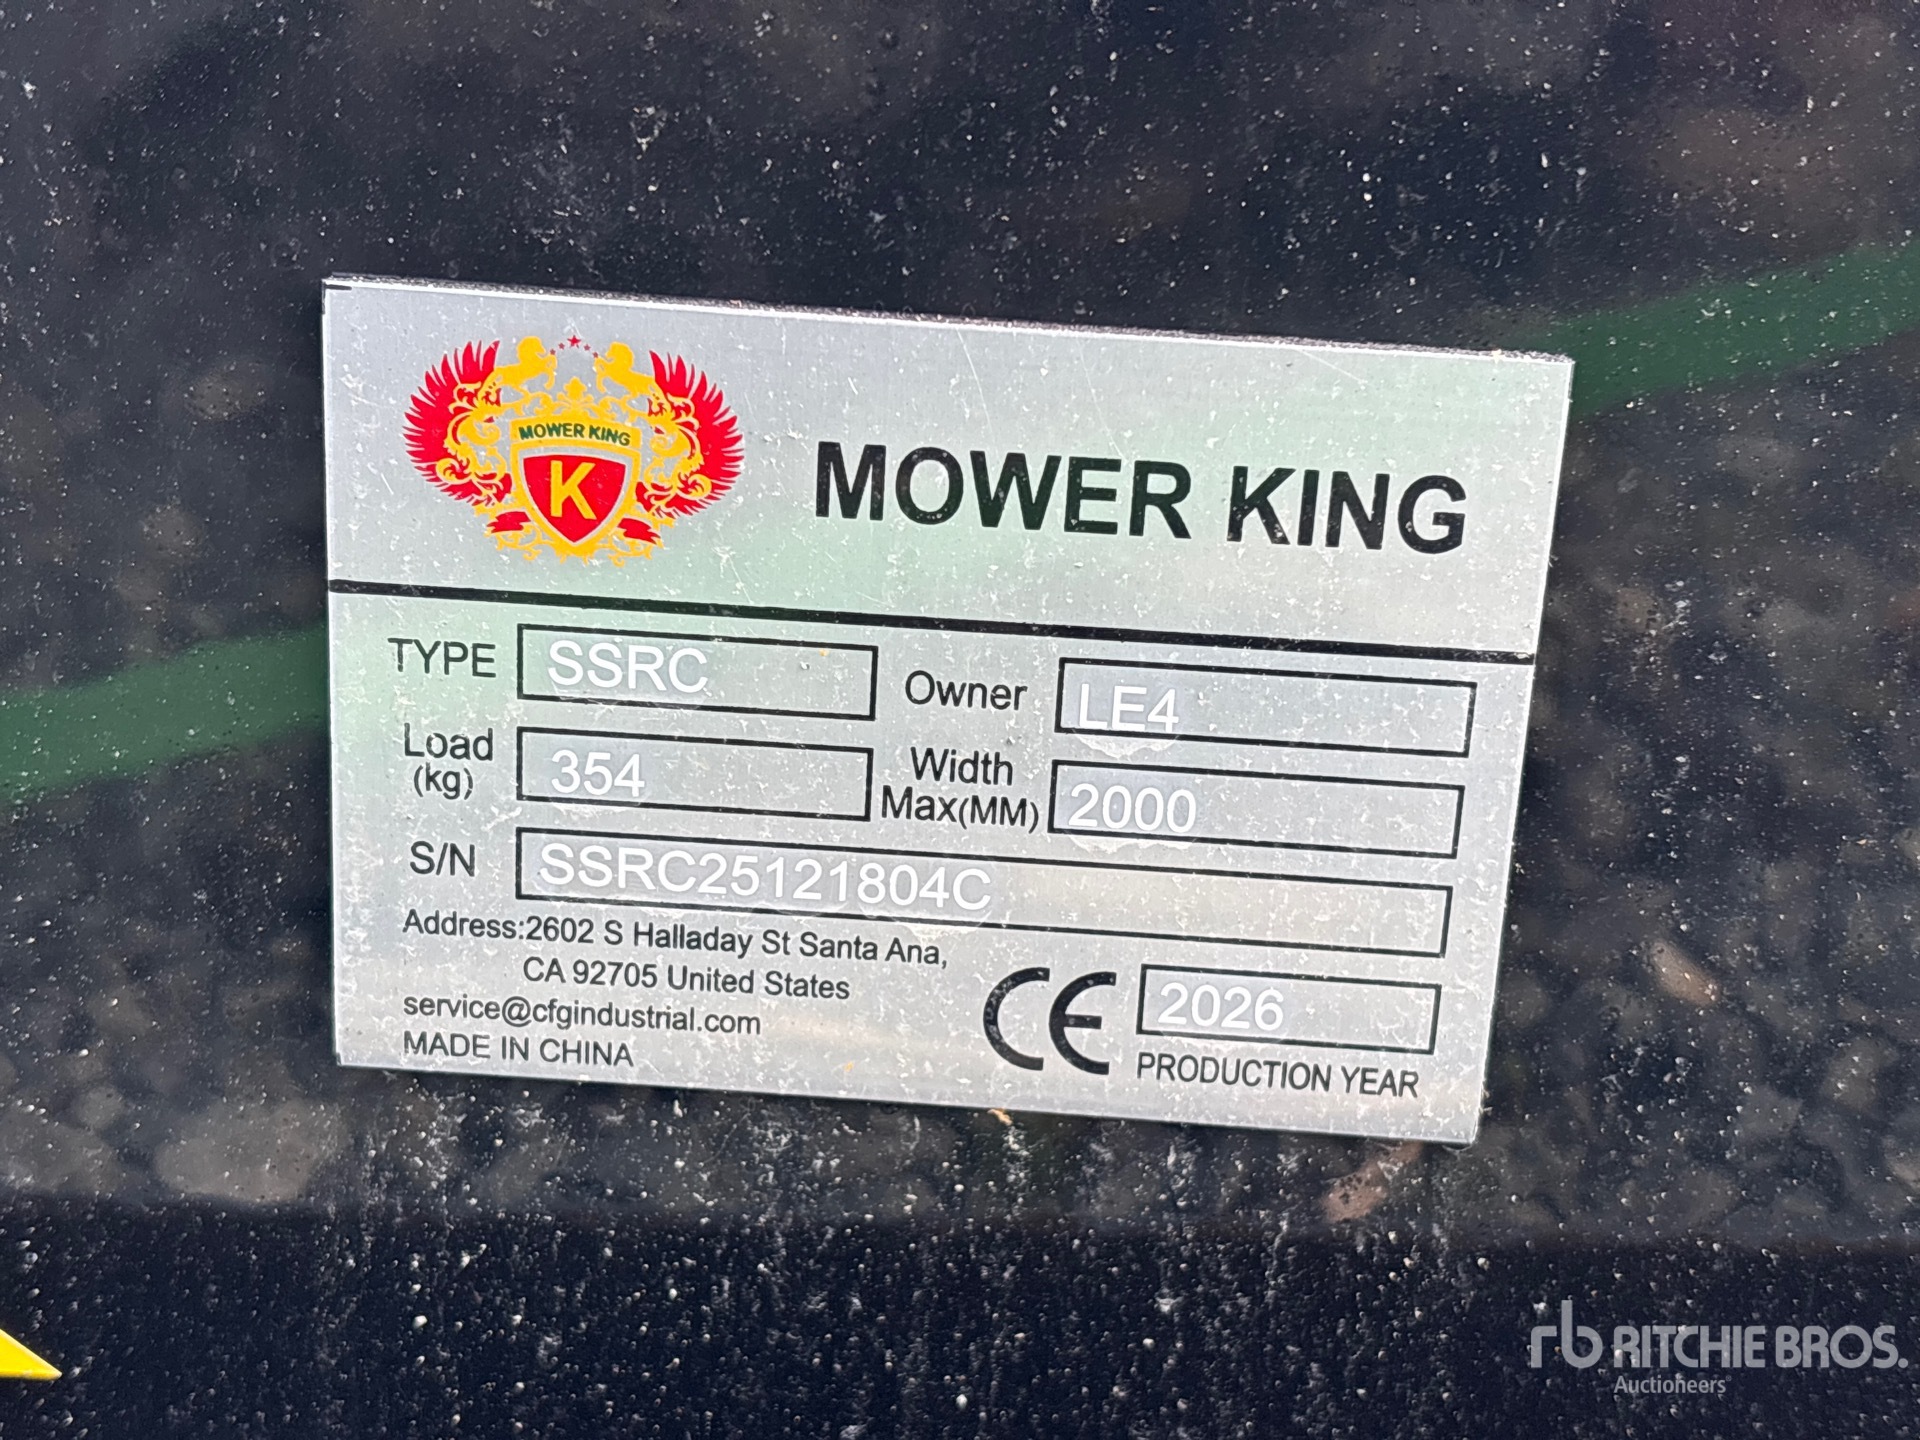 MOWER KING
K
MOWER KING
TYPE SSRC Owner LE4
Load (kg) 354 Width Max(MM) 2000
S/N SSRC25121804C
Address:2602 S Halladay St Santa Ana,
CA 92705 United States
service@cfgindustrial.com
MADE IN CHINA
CE 2026
PRODUCTION YEAR
rb RITCHIE BROS.
Auctioneers